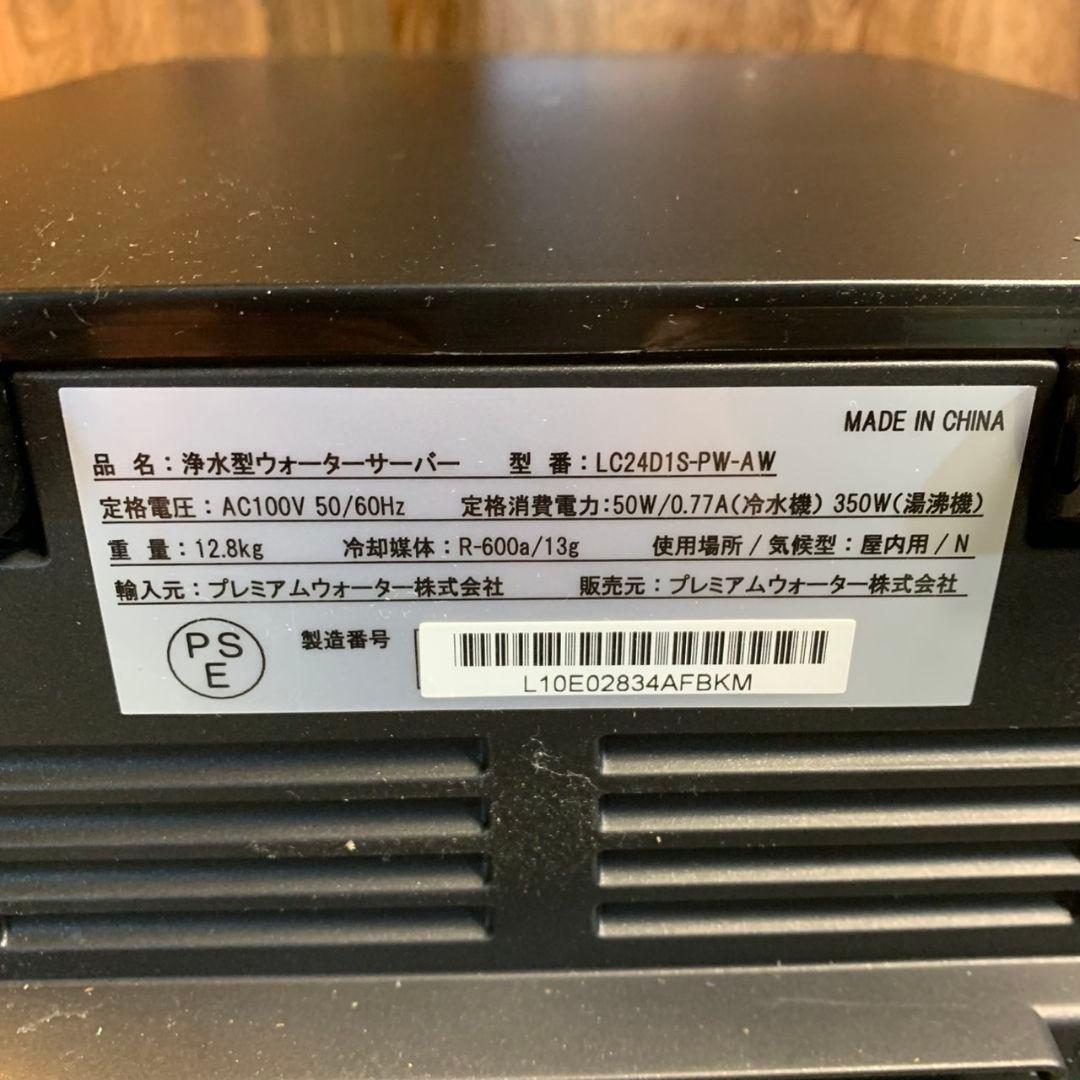 MADE IN CHINA
品 名：浄水型ウォーターサーバー 型 番：LC24D1S-PW-AW
定格電圧：AC100V 50/60Hz 定格消費電力：50W/0.77A(冷水機) 350W(湯沸機)
重 量：12.8kg 冷却媒体：R-600a/13g 使用場所/気候型：屋内用/N
輸入元：プレミアムウォーター株式会社 販売元：プレミアムウォーター株式会社
PS
E
製造番号
L10E02834AFBKM